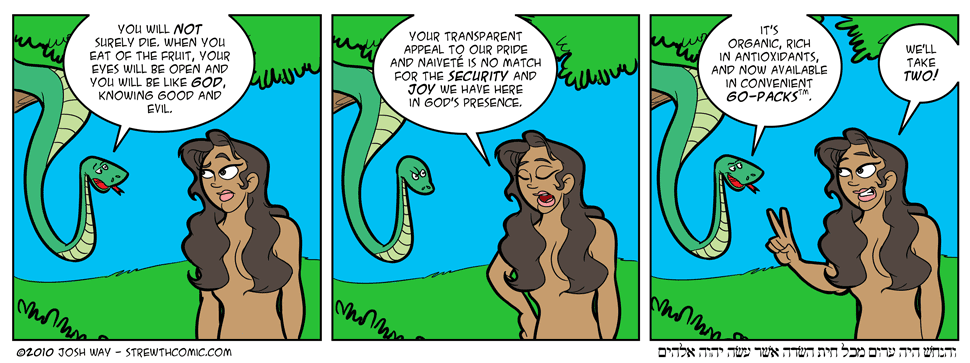 YOU WILL NOT
SURELY DIE. WHEN YOU
EAT OF THE FRUIT, YOUR
EYES WILL BE OPEN AND
YOU WILL BE LIKE GOD,
KNOWING GOOD AND
EVIL.
YOUR TRANSPARENT
APPEAL TO OUR PRIDE
AND NAIVETÉ IS NO MATCH
FOR THE SECURITY AND
JOY WE HAVE HERE
IN GOD'S PRESENCE.
IT'S
ORGANIC, RICH
IN ANTIOXIDANTS,
AND NOW AVAILABLE
IN CONVENIENT
GO-PACKS™.
WE'LL
TAKE
TWO!
©2010 JOSH WAY - STREWTHCOMIC.COM
והנחש היה ערום מכל חית השדה אשר עשה יהוה אלהים